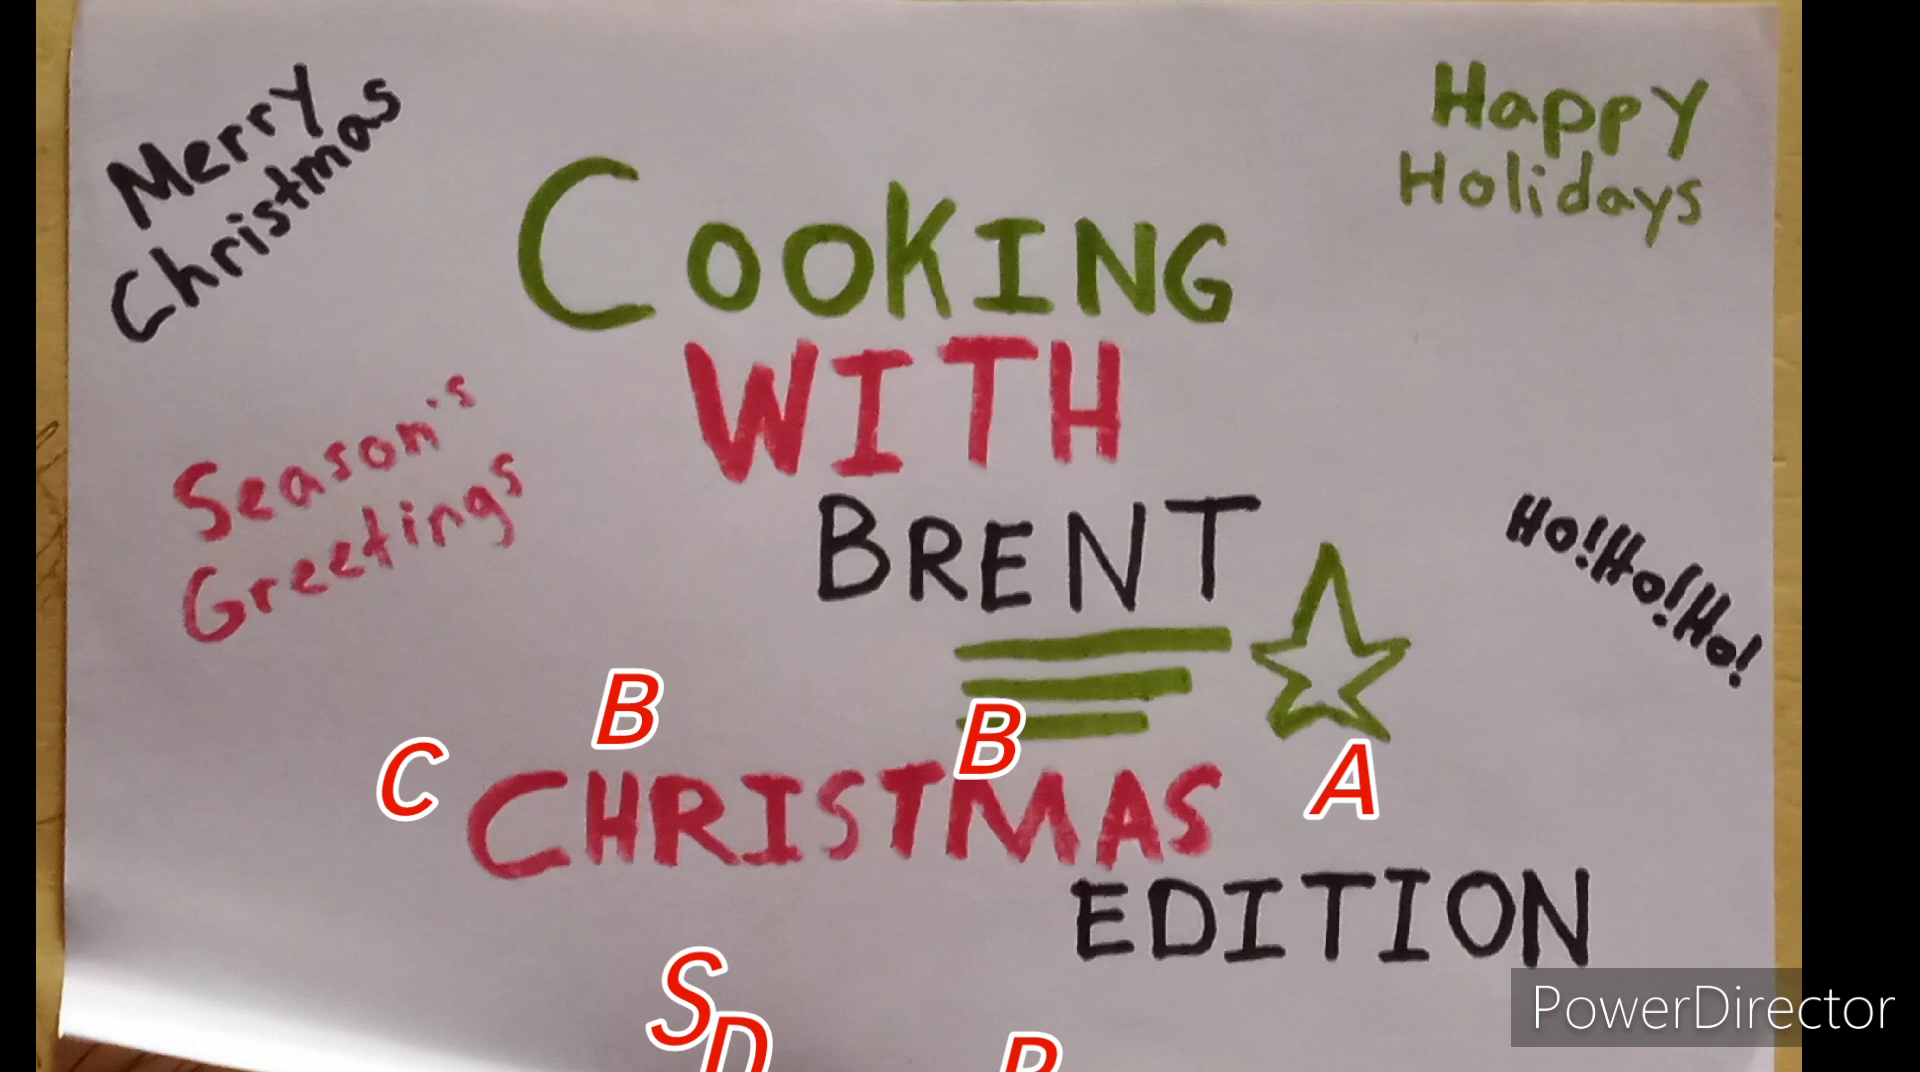 Merry
Christmas
Happy
Holidays
COOKING
WITH
BRENT
Season's
Greetings
Ho!Ho!Ho!
B
B
C
A
CHRISTMAS
EDITION
S
D
PowerDirector